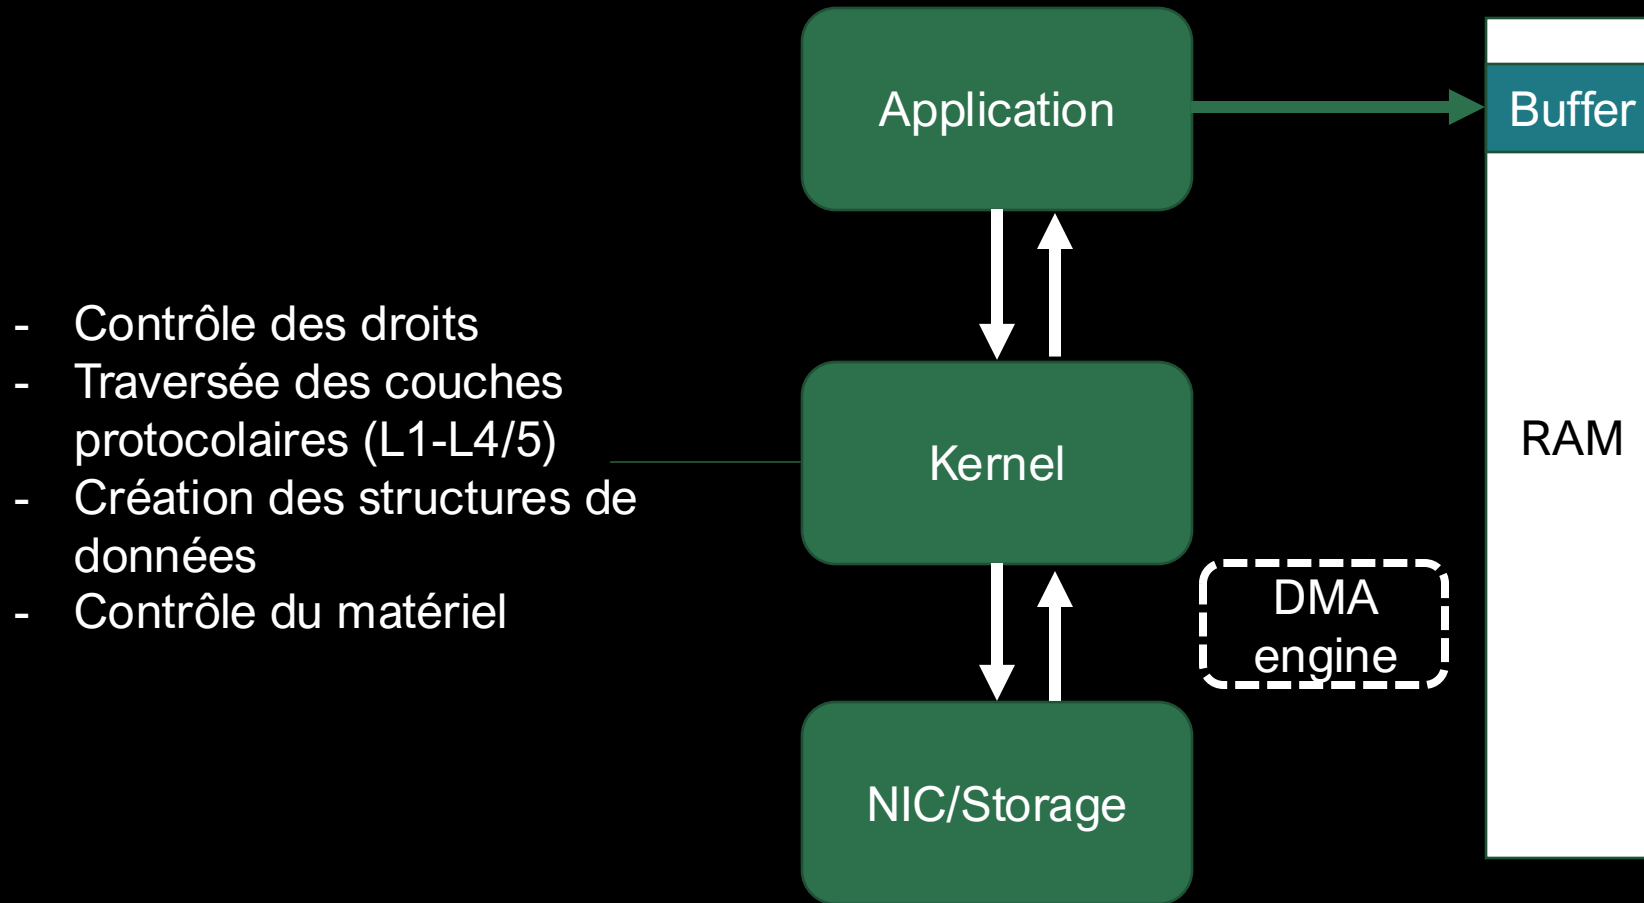 Application
Buffer
- Contrôle des droits
- Traversée des couches
protocolaires (L1-L4/5)
- Création des structures de
données
- Contrôle du matériel
Kernel
RAM
DMA
engine
NIC/Storage